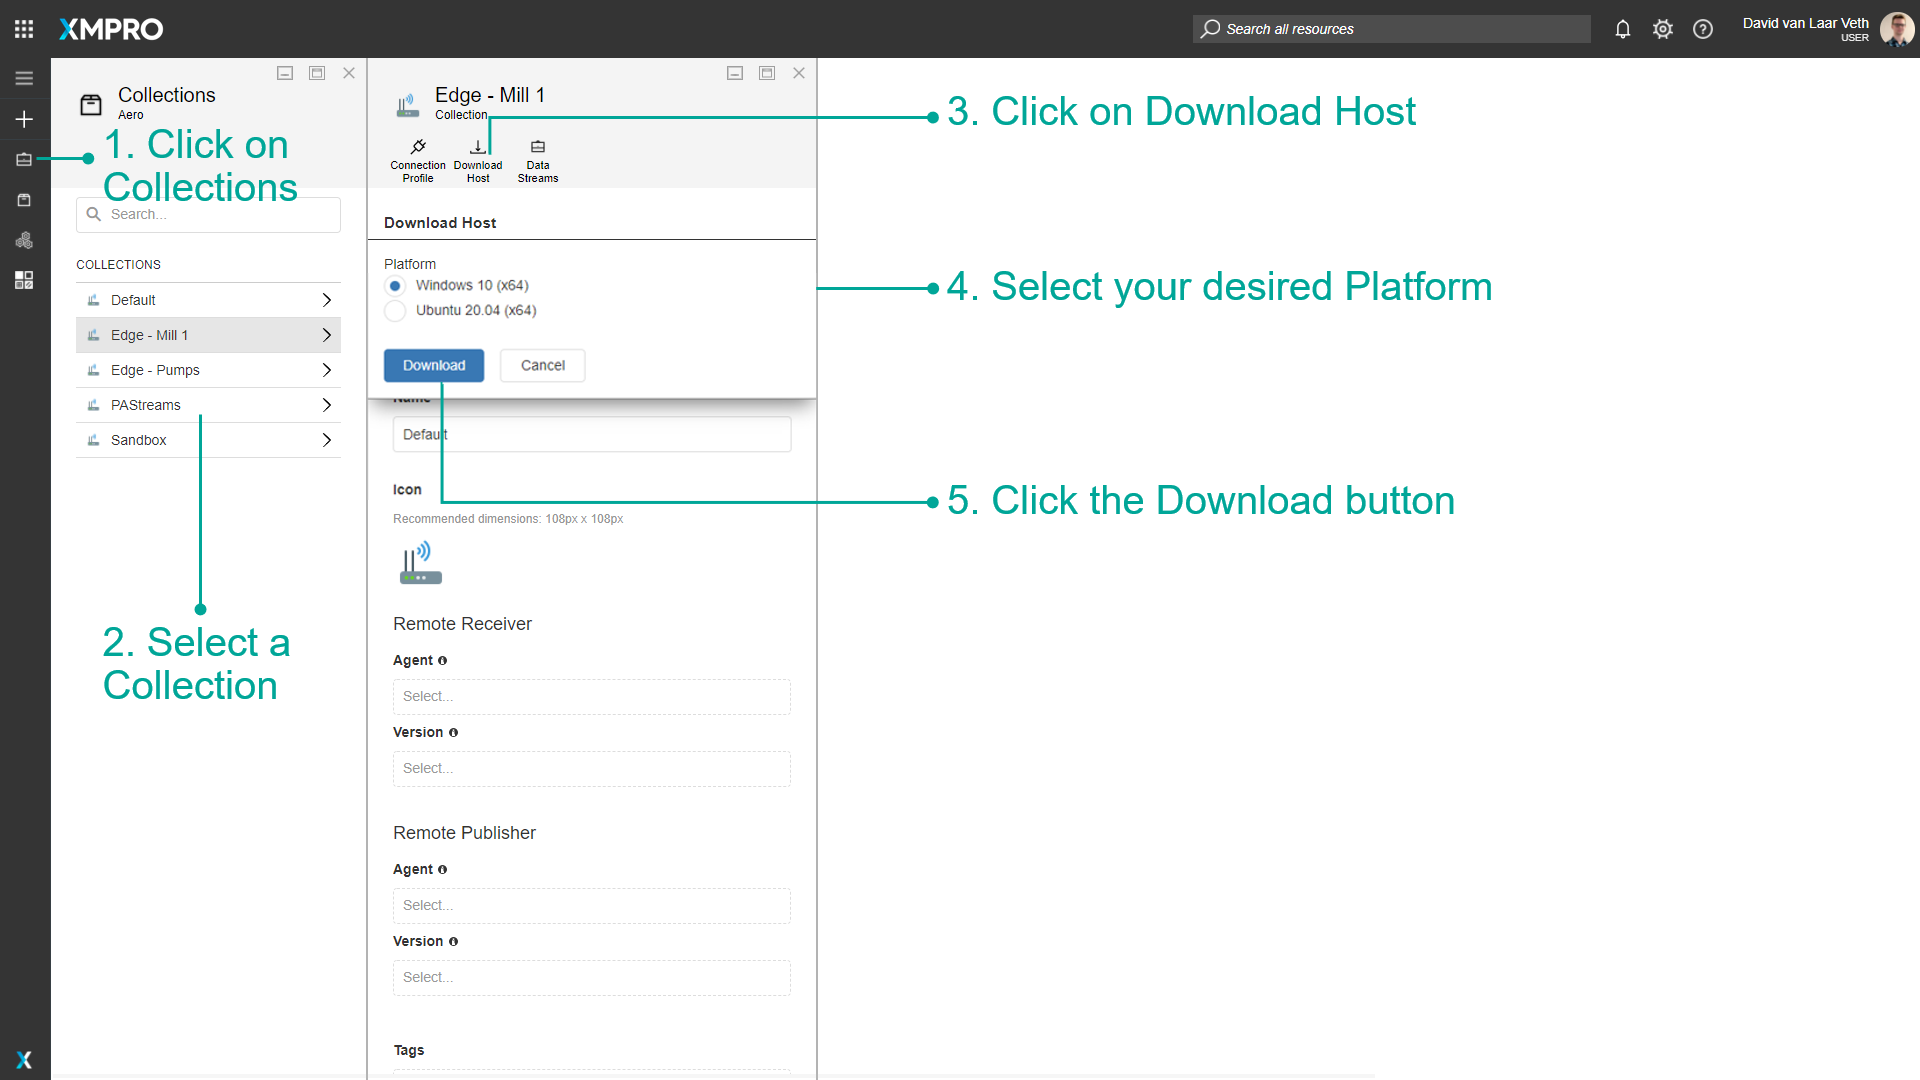 XMPRO
Search all resources
David van Laar Veth
USER
Collections
Aero
1. Click on
Collections
Search...
COLLECTIONS
Default
Edge - Mill 1
Edge - Pumps
PAStreams
Sandbox
2. Select a
Collection
Edge - Mill 1
Collection
Connection
Profile
Download
Host
Data
Streams
3. Click on Download Host
Download Host
Platform
Windows 10 (x64)
Ubuntu 20.04 (x64)
4. Select your desired Platform
Download
Cancel
Name
Default
5. Click the Download button
Icon
Recommended dimensions: 108px x 108px
Remote Receiver
Agent
Select...
Version
Select...
Remote Publisher
Agent
Select...
Version
Select...
Tags
X